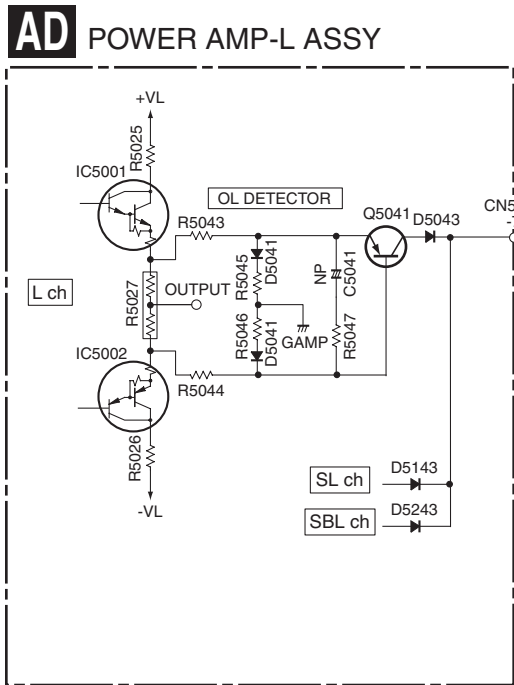 AD POWER AMP-L ASSY
+VL
R5025
IC5001
OL DETECTOR
R5043
Q5041
D5043
CN5
D5041
R5045
NP
C5041
L ch
R5027
OUTPUT
R5046
D5041
GAMP
R5047
IC5002
R5044
R5026
-VL
SL ch
D5143
SBL ch
D5243